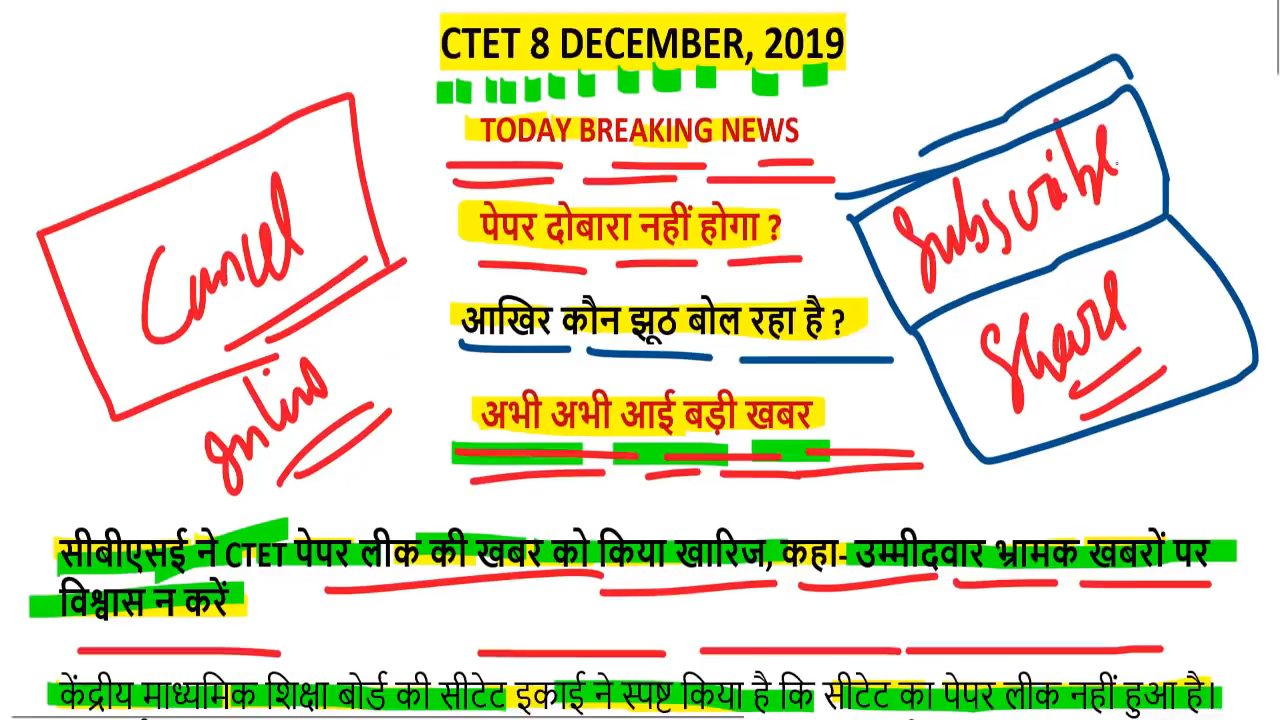 CTET 8 DECEMBER, 2019
TODAY BREAKING NEWS
पेपर दोबारा नहीं होगा ?
आखिर कौन झूठ बोल रहा है ?
अभी अभी आई बड़ी खबर
Cancel
Subscribe
Share
सीबीएसई ने CTET पेपर लीक की खबर को किया खारिज, कहा- उम्मीदवार भ्रामक खबरों पर
विश्वास न करें
केंद्रीय माध्यमिक शिक्षा बोर्ड की सीटेट इकाई ने स्पष्ट किया है कि सीटेट का पेपर लीक नहीं हुआ है।